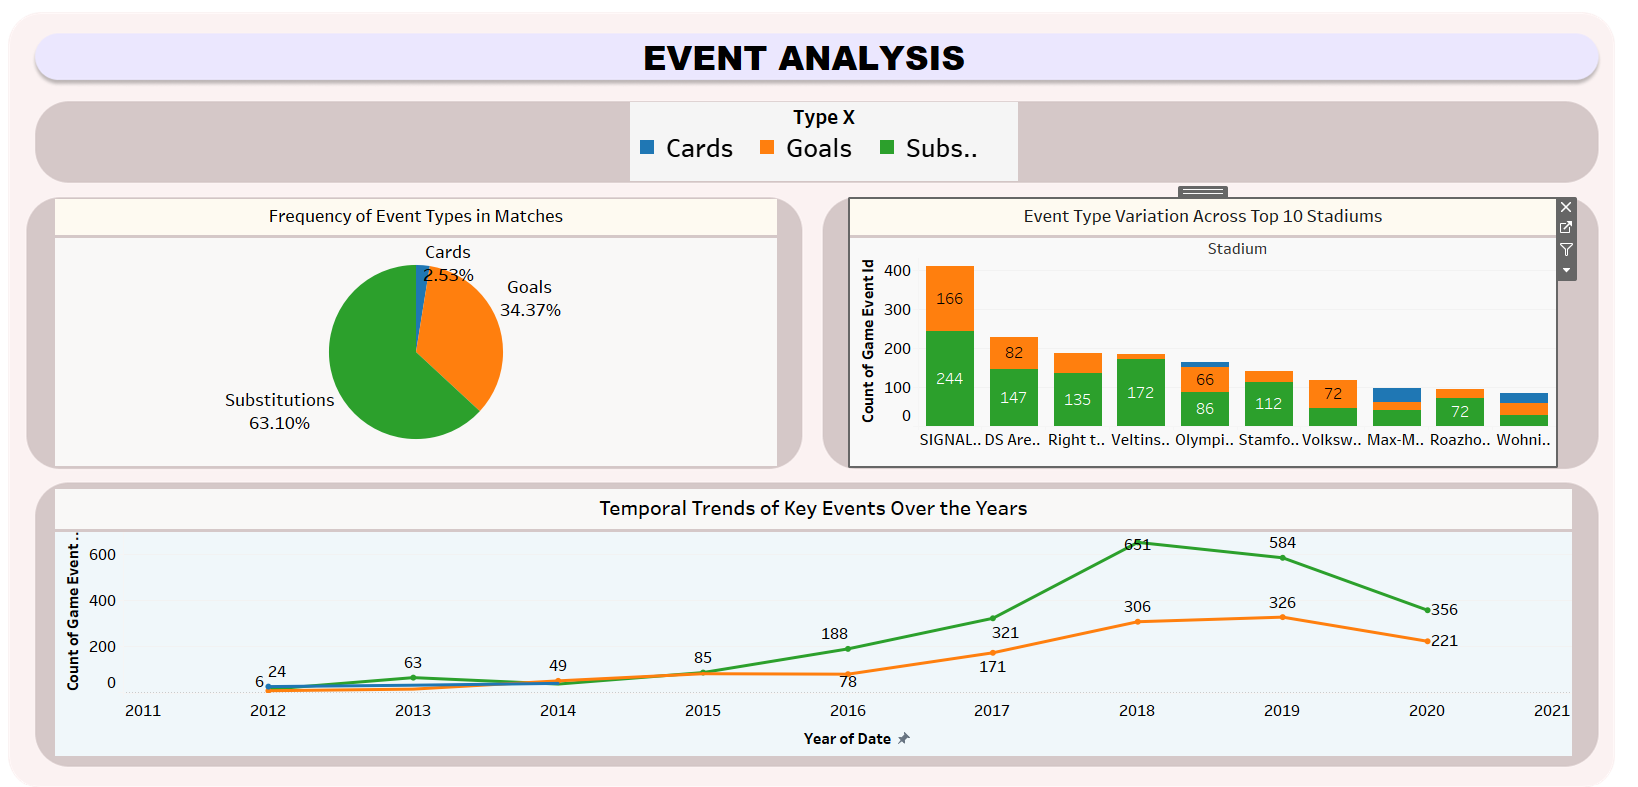 EVENT ANALYSIS
Type X
Cards Goals Subs..
Frequency of Event Types in Matches
Cards
2.53%
Goals
34.37%
Substitutions
63.10%
Event Type Variation Across Top 10 Stadiums
Stadium
Count of Game Event Id
400
300
200
100
0
166
244
82
147
135
172
66
86
112
72
72
SIGNAL.. DS Are.. Right t.. Veltins.. Olympi.. Stamfo.. Volksw.. Max-M.. Roazho.. Wohni..
Temporal Trends of Key Events Over the Years
Count of Game Event ..
600
400
200
0
6
24
63
49
85
188
78
321
171
651
306
584
326
356
221
2011 2012 2013 2014 2015 2016 2017 2018 2019 2020 2021
Year of Date